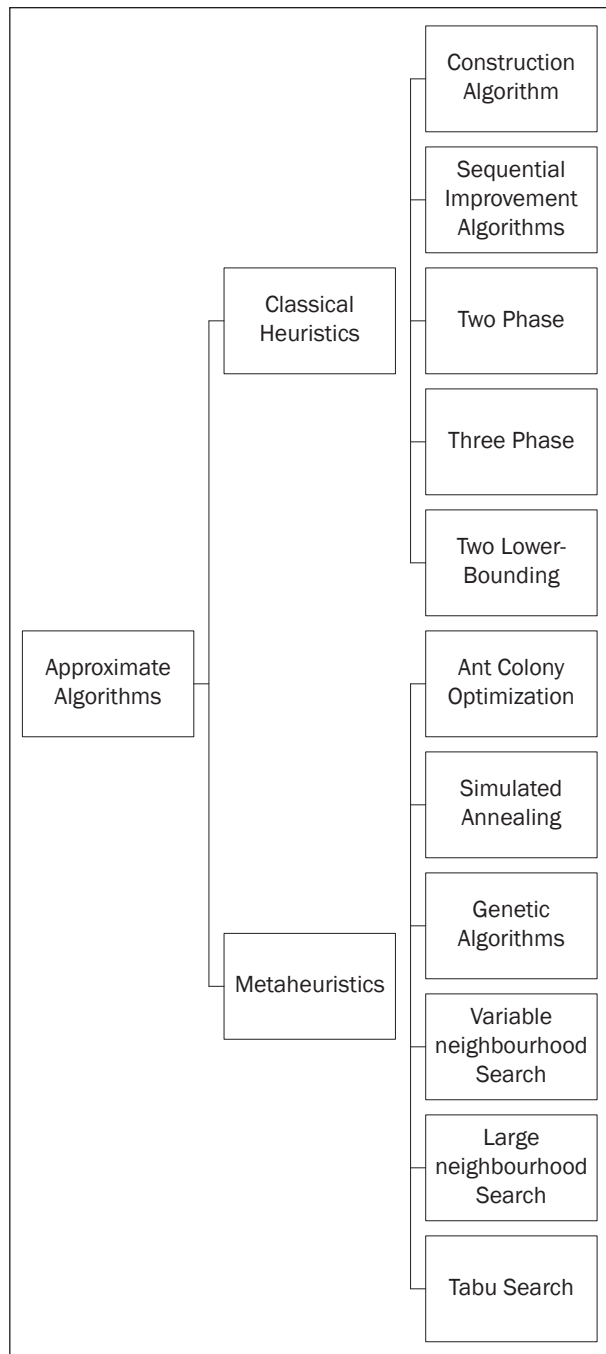 Construction
Algorithm
Sequential
Improvement
Algorithms
Classical
Heuristics
Two Phase
Three Phase
Two Lower-
Bounding
Approximate
Algorithms
Ant Colony
Optimization
Simulated
Annealing
Genetic
Algorithms
Metaheuristics
Variable
neighbourhood
Search
Large
neighbourhood
Search
Tabu Search